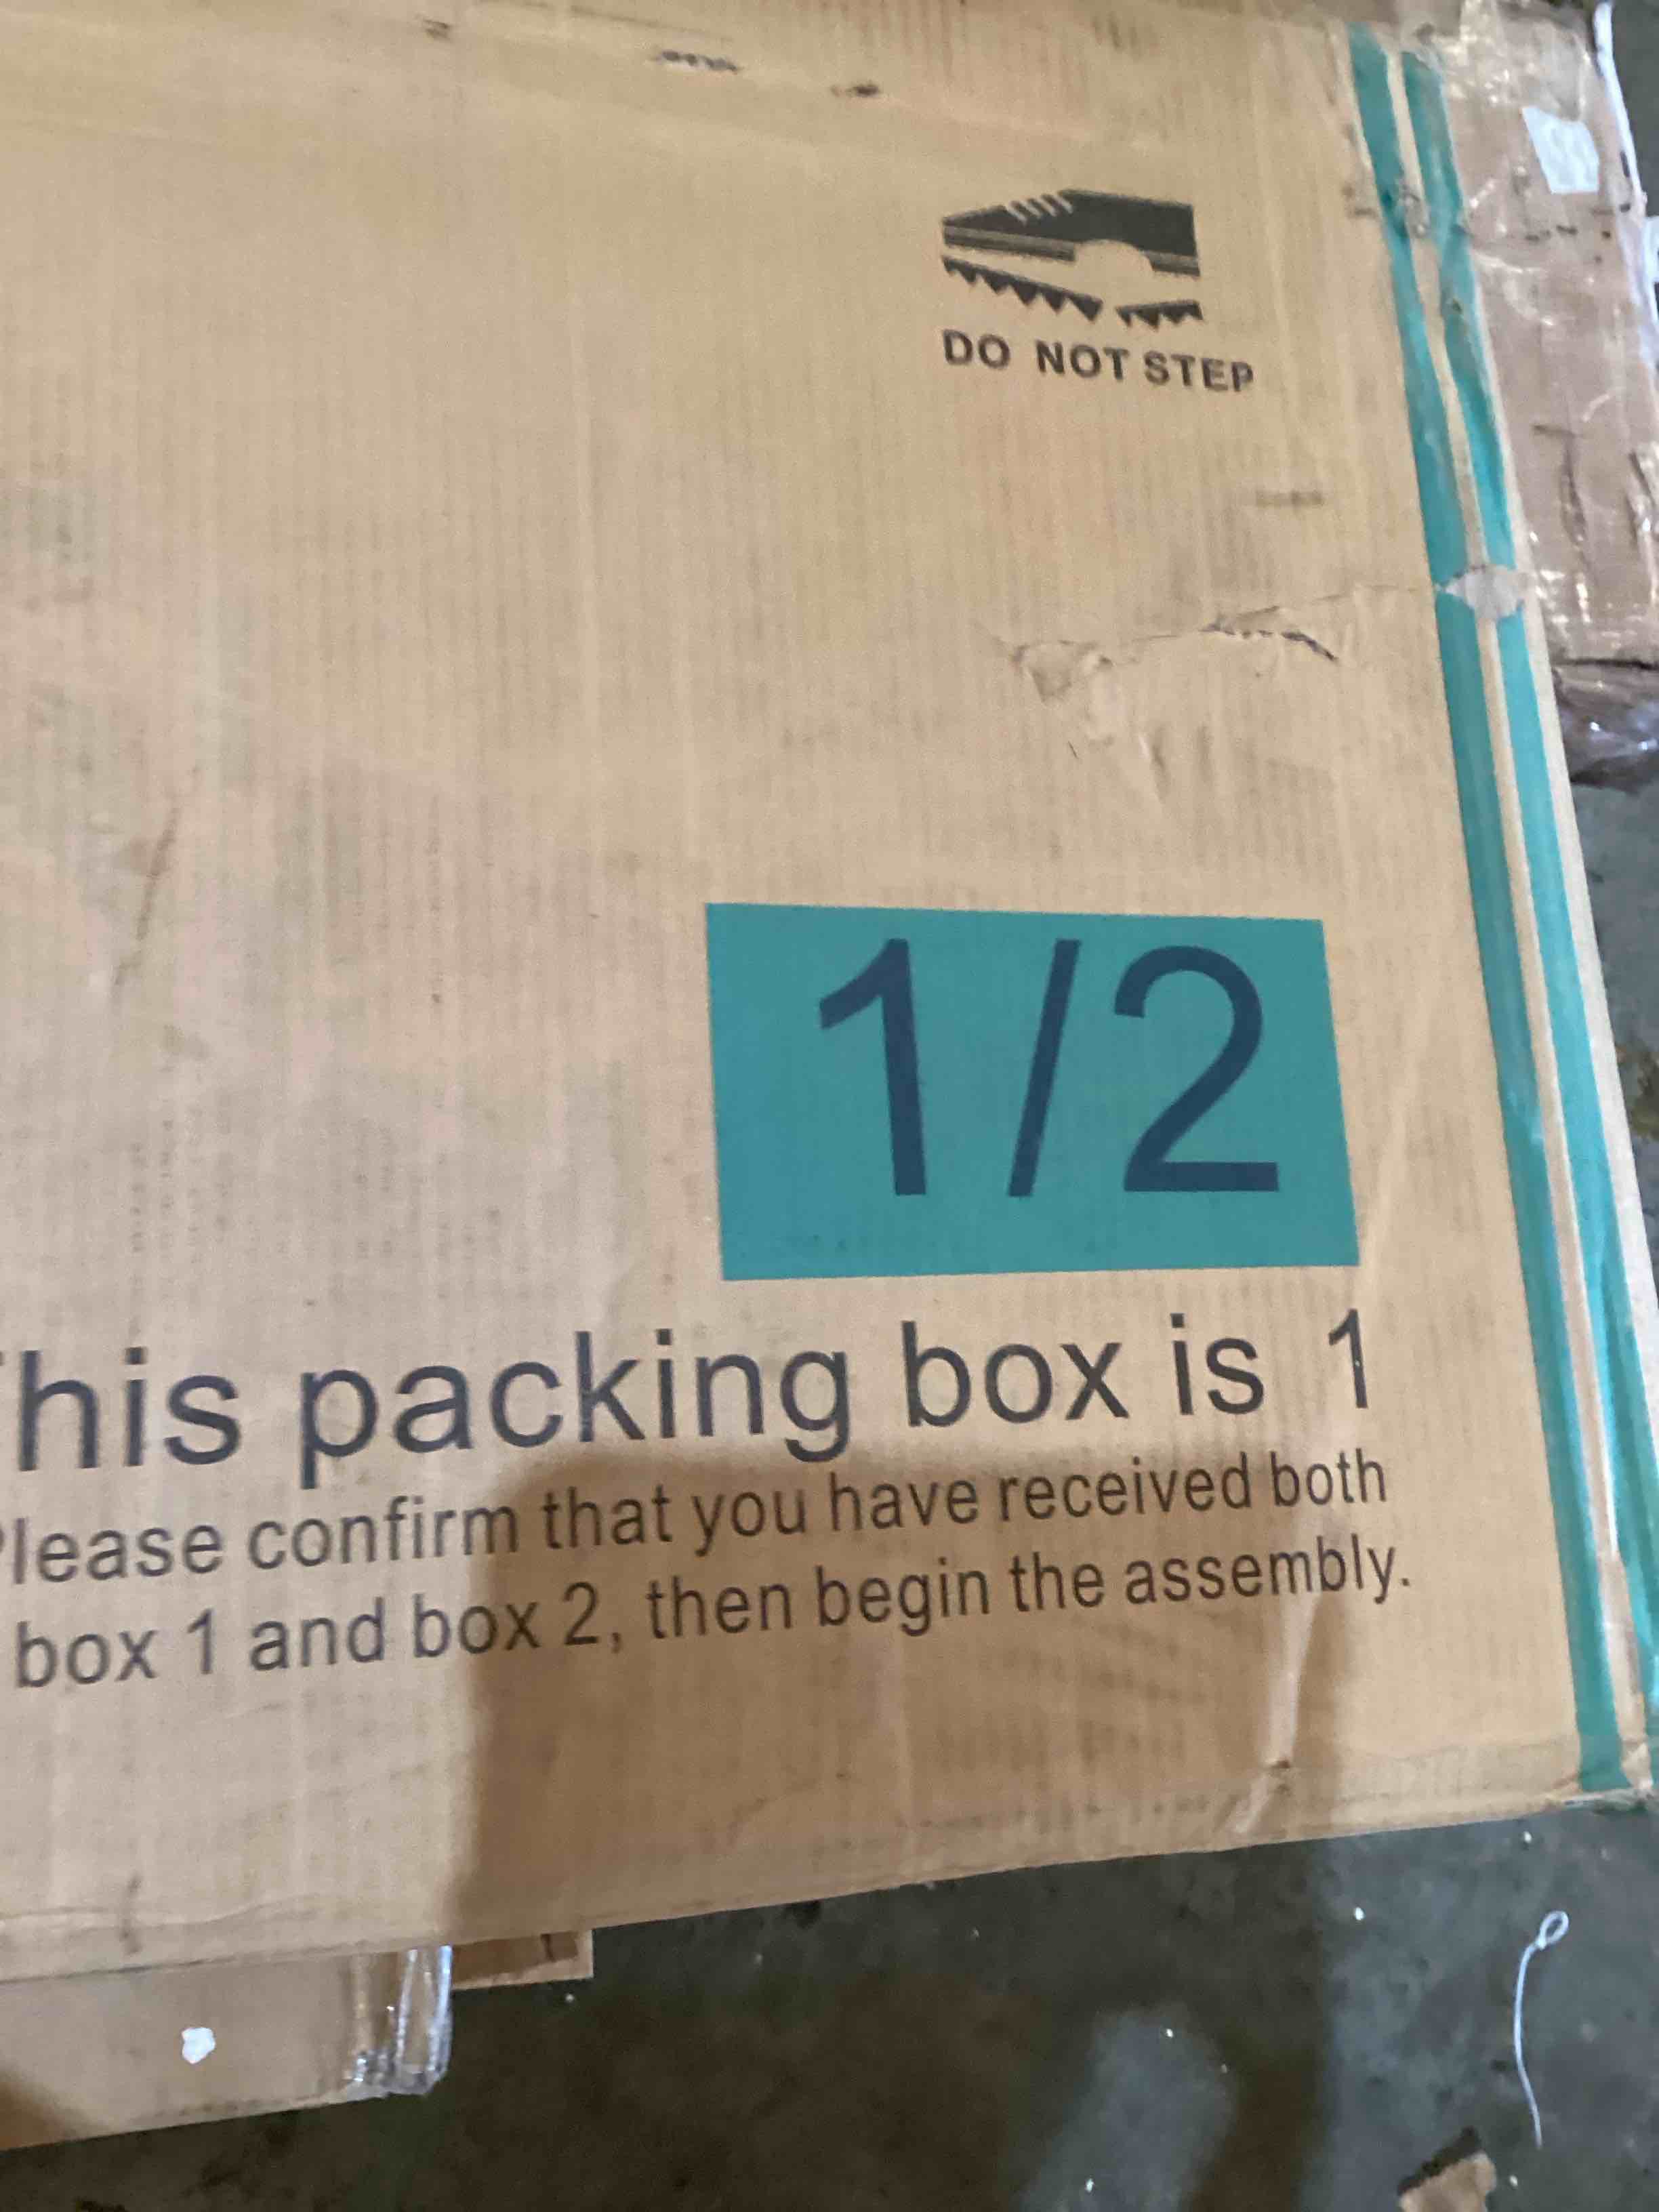 DO NOT STEP
1/2
his packing box is 1
lease confirm that you have received both
box 1 and box 2, then begin the assembly.